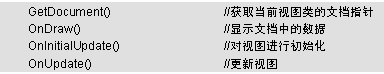 GetDocument() //获取当前视图类的文档指针
OnDraw() //显示文档中的数据
OnInitialUpdate() //对视图进行初始化
OnUpdate() //更新视图